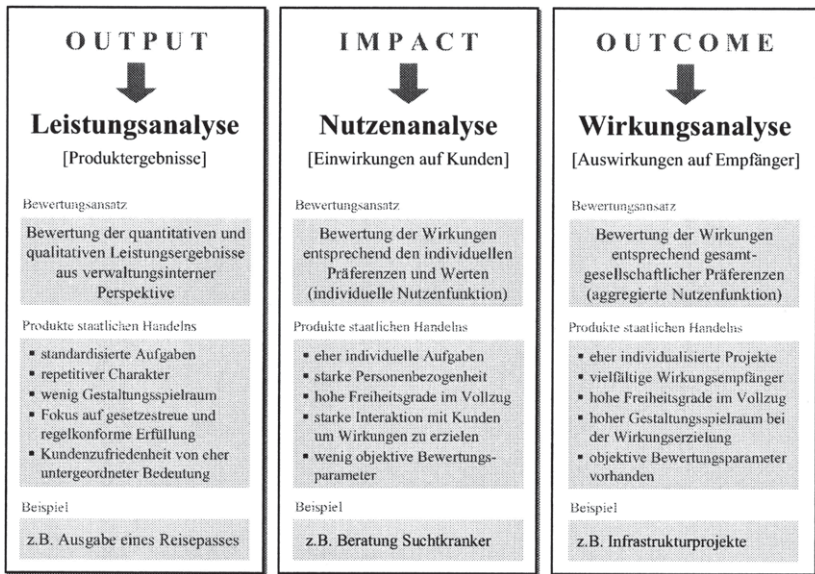 OUTPUT
Leistungsanalyse
[Produktergebnisse]
Bewertungsansatz
Bewertung der quantitativen und
qualitativen Leistungsergebnisse
aus verwaltungsinterner
Perspektive
Produkte staatlichen Handelns
▪ standardisierte Aufgaben
▪ repetitiver Charakter
▪ wenig Gestaltungsspielraum
▪ Fokus auf gesetzestreue und
regelkonforme Erfüllung
▪ Kundenzufriedenheit von eher
untergeordneter Bedeutung
Beispiel
z.B. Ausgabe eines Reisepasses
IMPACT
Nutzenanalyse
[Einwirkungen auf Kunden]
Bewertungsansatz
Bewertung der Wirkungen
entsprechend den individuellen
Präferenzen und Werten
(individuelle Nutzenfunktion)
Produkte staatlichen Handelns
▪ eher individuelle Aufgaben
▪ starke Personenbezogenheit
▪ hohe Freiheitsgrade im Vollzug
▪ starke Interaktion mit Kunden
um Wirkungen zu erzielen
▪ wenig objektive Bewertungs-
parameter
Beispiel
z.B. Beratung Suchtkranker
OUTCOME
Wirkungsanalyse
[Auswirkungen auf Empfänger]
Bewertungsansatz
Bewertung der Wirkungen
entsprechend gesamt-
gesellschaftlicher Präferenzen
(aggregierte Nutzenfunktion)
Produkte staatlichen Handelns
▪ eher individualisierte Projekte
▪ vielfältige Wirkungsempfänger
▪ hohe Freiheitsgrade im Vollzug
▪ hoher Gestaltungsspielraum bei
der Wirkungserzielung
▪ objektive Bewertungsparameter
vorhanden
Beispiel
z.B. Infrastrukturprojekte